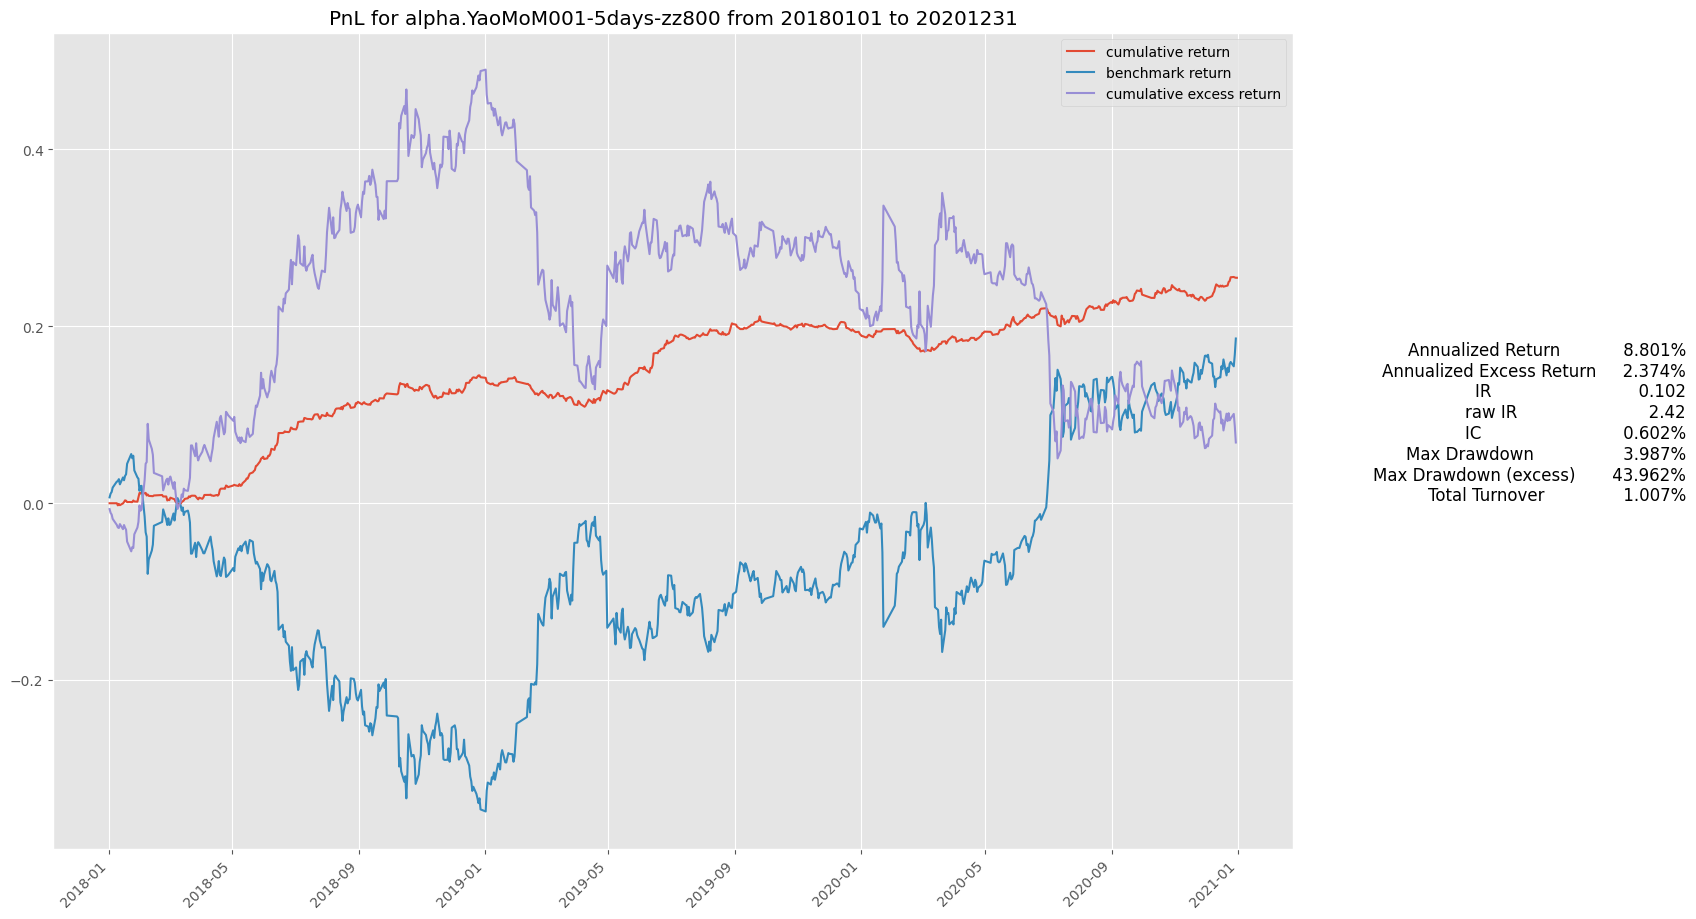 PnL for alpha.YaoMoM001-5days-zz800 from 20180101 to 20201231
cumulative return
benchmark return
cumulative excess return
0.4
0.2
0.0
−0.2
Annualized Return 8.801%
Annualized Excess Return 2.374%
IR 0.102
raw IR 2.42
IC 0.602%
Max Drawdown 3.987%
Max Drawdown (excess) 43.962%
Total Turnover 1.007%
2018-01
2018-05
2018-09
2019-01
2019-05
2019-09
2020-01
2020-05
2020-09
2021-01